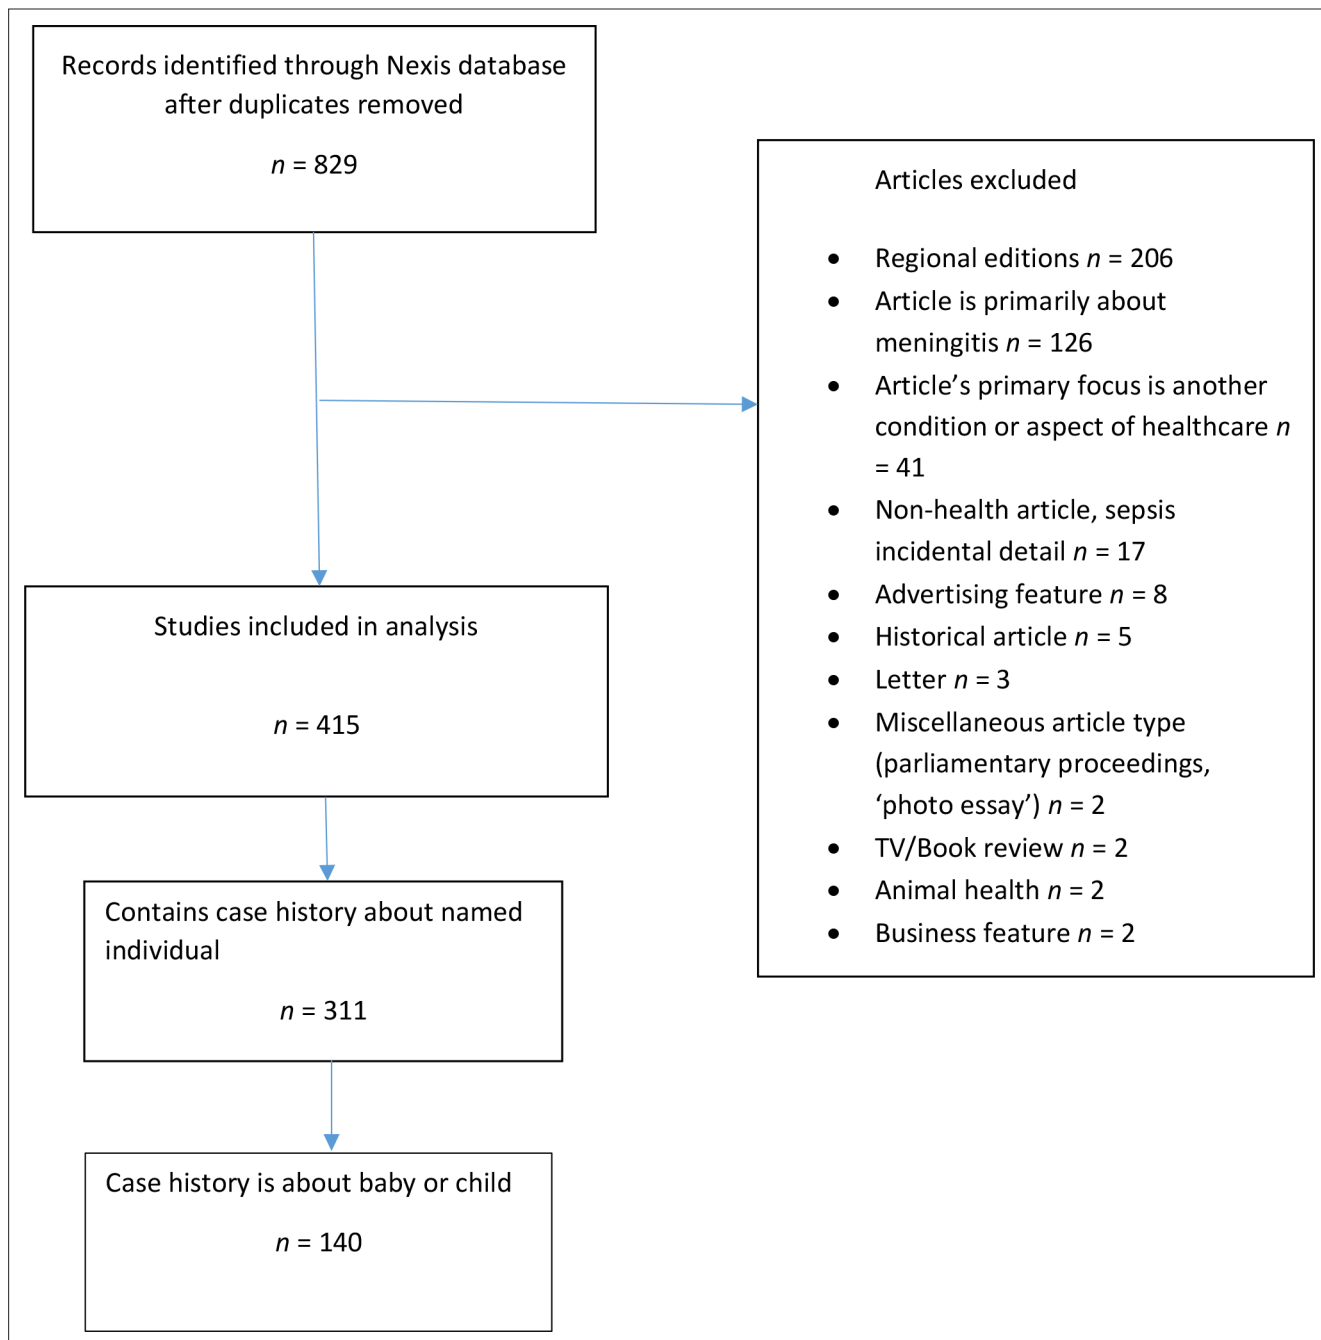 Records identified through Nexis database
after duplicates removed
n = 829
Articles excluded
• Regional editions n = 206
• Article is primarily about
meningitis n = 126
• Article’s primary focus is another
condition or aspect of healthcare n
= 41
• Non-health article, sepsis
incidental detail n = 17
• Advertising feature n = 8
• Historical article n = 5
• Letter n = 3
• Miscellaneous article type
(parliamentary proceedings,
‘photo essay’) n = 2
• TV/Book review n = 2
• Animal health n = 2
• Business feature n = 2
Studies included in analysis
n = 415
Contains case history about named
individual
n = 311
Case history is about baby or child
n = 140